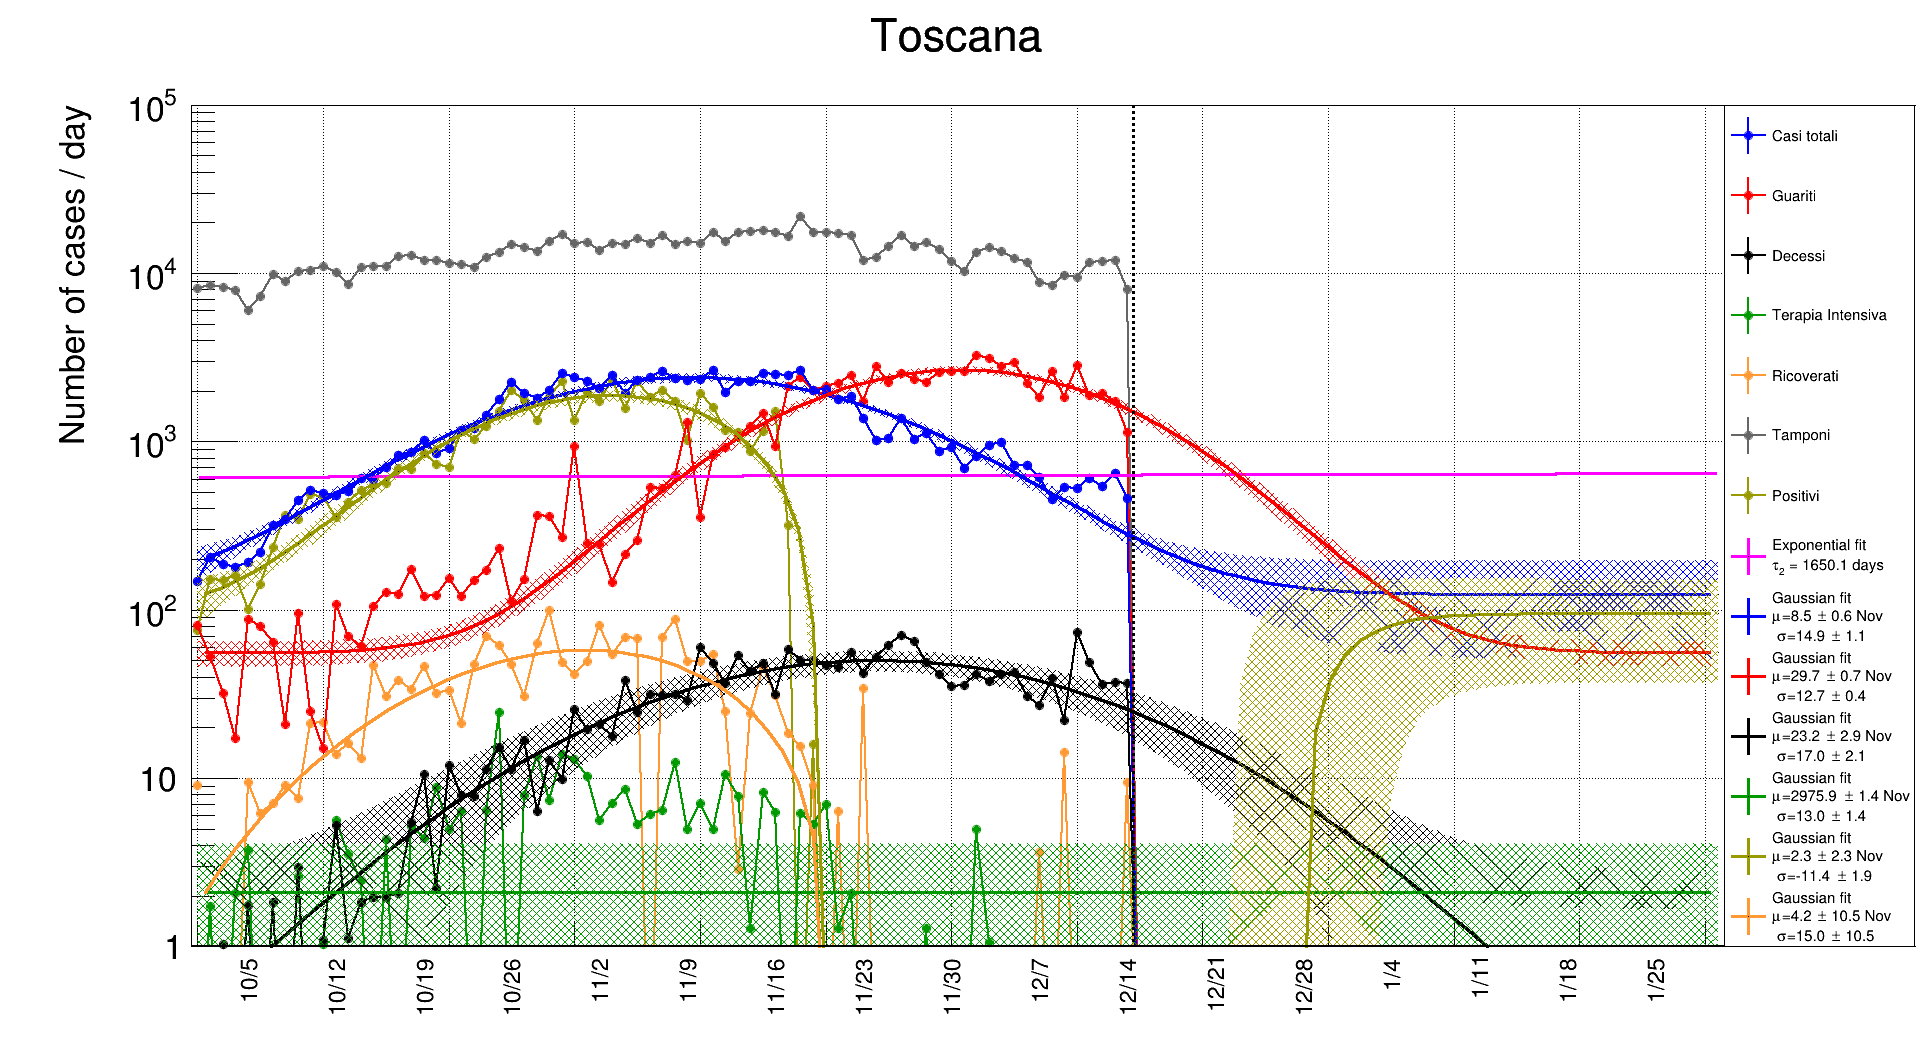 Toscana
Number of cases / day
10^5
10^4
10^3
10^2
10
1
10/5
10/12
10/19
10/26
11/2
11/9
11/16
11/23
11/30
12/7
12/14
12/21
12/28
1/4
1/11
1/18
1/25
Casi totali
Guariti
Decessi
Terapia Intensiva
Ricoverati
Tamponi
Positivi
Exponential fit
τ₂ = 1650.1 days
Gaussian fit
μ=8.5 ± 0.6 Nov
σ=14.9 ± 1.1
Gaussian fit
μ=29.7 ± 0.7 Nov
σ=12.7 ± 0.4
Gaussian fit
μ=23.2 ± 2.9 Nov
σ=17.0 ± 2.1
Gaussian fit
μ=2975.9 ± 1.4 Nov
σ=13.0 ± 1.4
Gaussian fit
μ=2.3 ± 2.3 Nov
σ=-11.4 ± 1.9
Gaussian fit
μ=4.2 ± 10.5 Nov
σ=15.0 ± 10.5